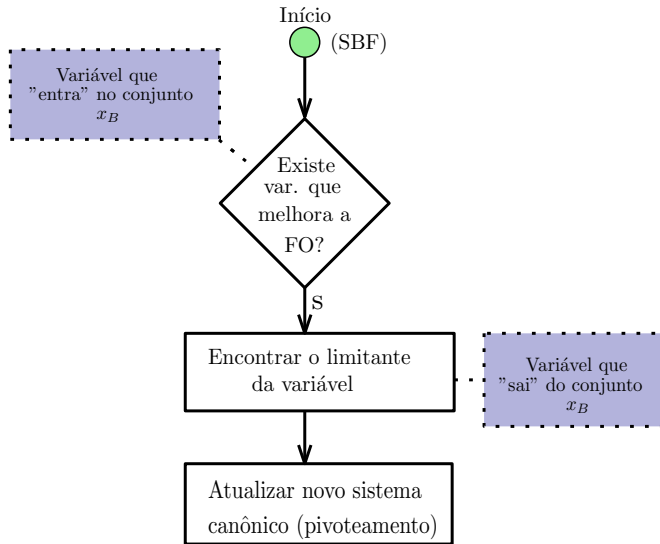 Início
(SBF)
Variável que
"entra" no conjunto
x_B
Existe
var. que
melhora a
FO?
S
Encontrar o limitante
da variável
Variável que
"sai" do conjunto
x_B
Atualizar novo sistema
canônico (pivoteamento)